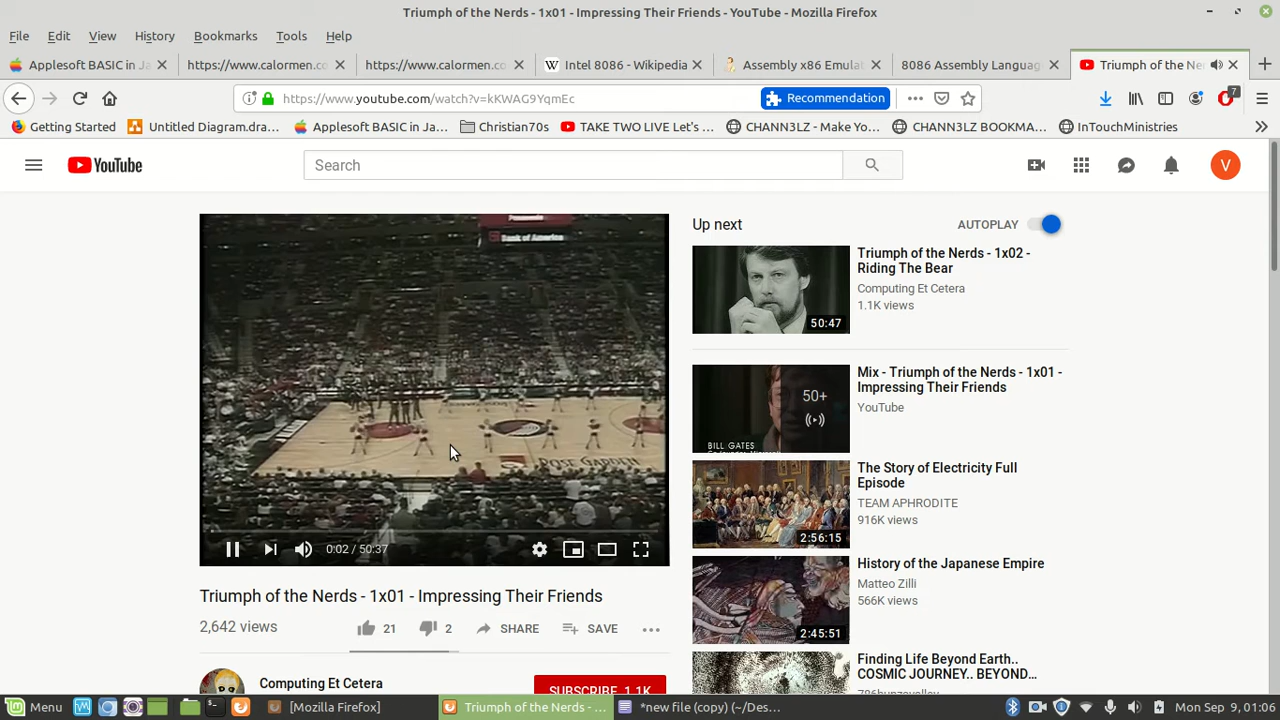 Triumph of the Nerds - 1x01 - Impressing Their Friends - YouTube - Mozilla Firefox
File Edit View History Bookmarks Tools Help
Applesoft BASIC in Ja
https://www.calormen.co
https://www.calormen.co
W Intel 8086 - Wikipedia
Assembly x86 Emula
8086 Assembly Languag
Triumph of the Ner
https://www.youtube.com/watch?v=kKWAG9YqmEc
Recommendation
7
Getting Started
Untitled Diagram.dra...
Applesoft BASIC in Ja...
Christian70s
TAKE TWO LIVE Let's ...
CHANN3LZ - Make Yo...
CHANN3LZ BOOKMA...
InTouchMinistries
YouTube
Search
V
Bank of America
0:02 / 50:37
Triumph of the Nerds - 1x01 - Impressing Their Friends
2,642 views
21
2
SHARE
SAVE
Computing Et Cetera
SUBSCRIBE 1.1K
Up next
AUTOPLAY
50:47
Triumph of the Nerds - 1x02 -
Riding The Bear
Computing Et Cetera
1.1K views
50+
BILL GATES
Mix - Triumph of the Nerds - 1x01 -
Impressing Their Friends
YouTube
2:56:15
The Story of Electricity Full
Episode
TEAM APHRODITE
916K views
2:45:51
History of the Japanese Empire
Matteo Zilli
566K views
Finding Life Beyond Earth..
COSMIC JOURNEY.. BEYOND...
Menu
[Mozilla Firefox]
Triumph of the Nerds - ...
*new file (copy) (~/Des...
Mon Sep 9, 01:06